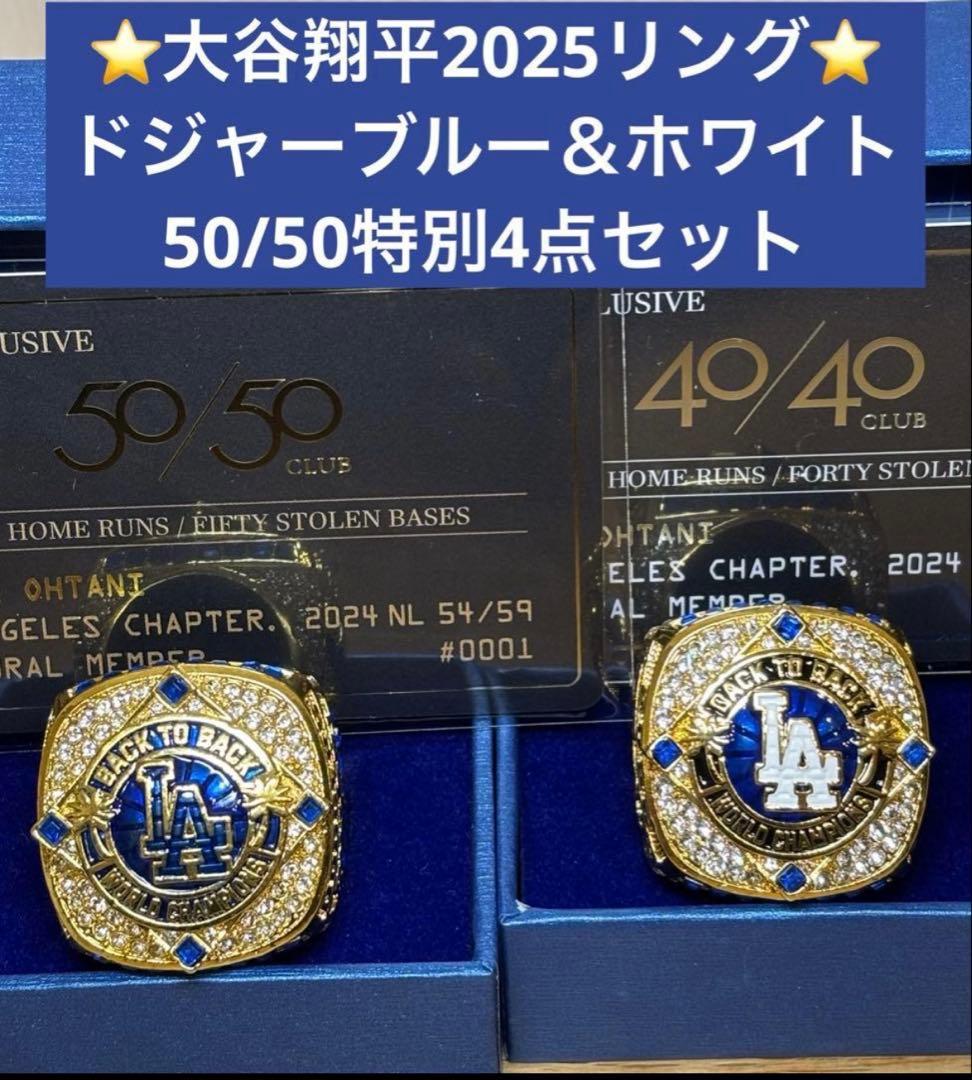 ⭐大谷翔平2025リング⭐
ドジャーブルー＆ホワイト
50/50特別4点セット
USIVE
50/50
CLUB
HOME RUNS / FIFTY STOLEN BASES
OHTANI
GELES CHAPTER. 2024 NL 54/59
RAL MEMBER #0001
LUSIVE
40/40
CLUB
HOME RUNS / FORTY STOLEN
OHTANI
ELES CHAPTER. 2024
AL MEMBER
BACK TO BACK
LA
WORLD CHAMPIONS
BACK TO BACK
LA
WORLD CHAMPIONS